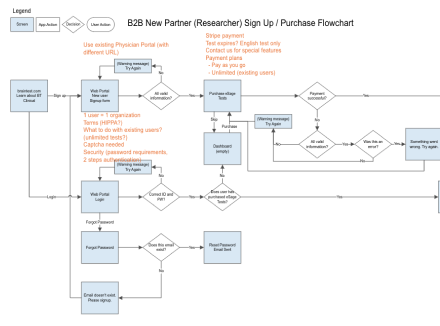 Legend
Screen
App Action
Decision
User Action
B2B New Partner (Researcher) Sign Up / Purchase Flowchart
Use existing Physician Portal (with
different URL)
Stripe payment
Test expires? English test only
Contact us for special features
Payment plans
- Pay as you go
- Unlimited (existing users)
(Warning message)
Try Again
No
Learn about BT
Clinical
Sign up
Web Portal
New user
Signup form
All valid
information?
Yes
Purchase eSage
Tests
Payment
successful?
Yes
1 user = 1 organization
Terms (HIPPA?)
What to do with existing users?
(unlimited tests?)
Captcha needed
Security (password requirements,
2 steps authentication)
Skip
Purchase
No
(Warning message)
Try Again
No
All valid
information?
Yes
Was this an
error?
Yes
No
Something went
wrong. Try again.
Dashboard
(empty)
(Warning message)
Try Again
No
Login
Web Portal
Login
Correct ID and
PW?
Yes
Does user has
purchased eSage
Tests?
Yes
Forgot Password
Forgot Password
Does this email
exist?
Yes
Reset Password
Email Sent.
No
Email doesn't exist.
Please signup.